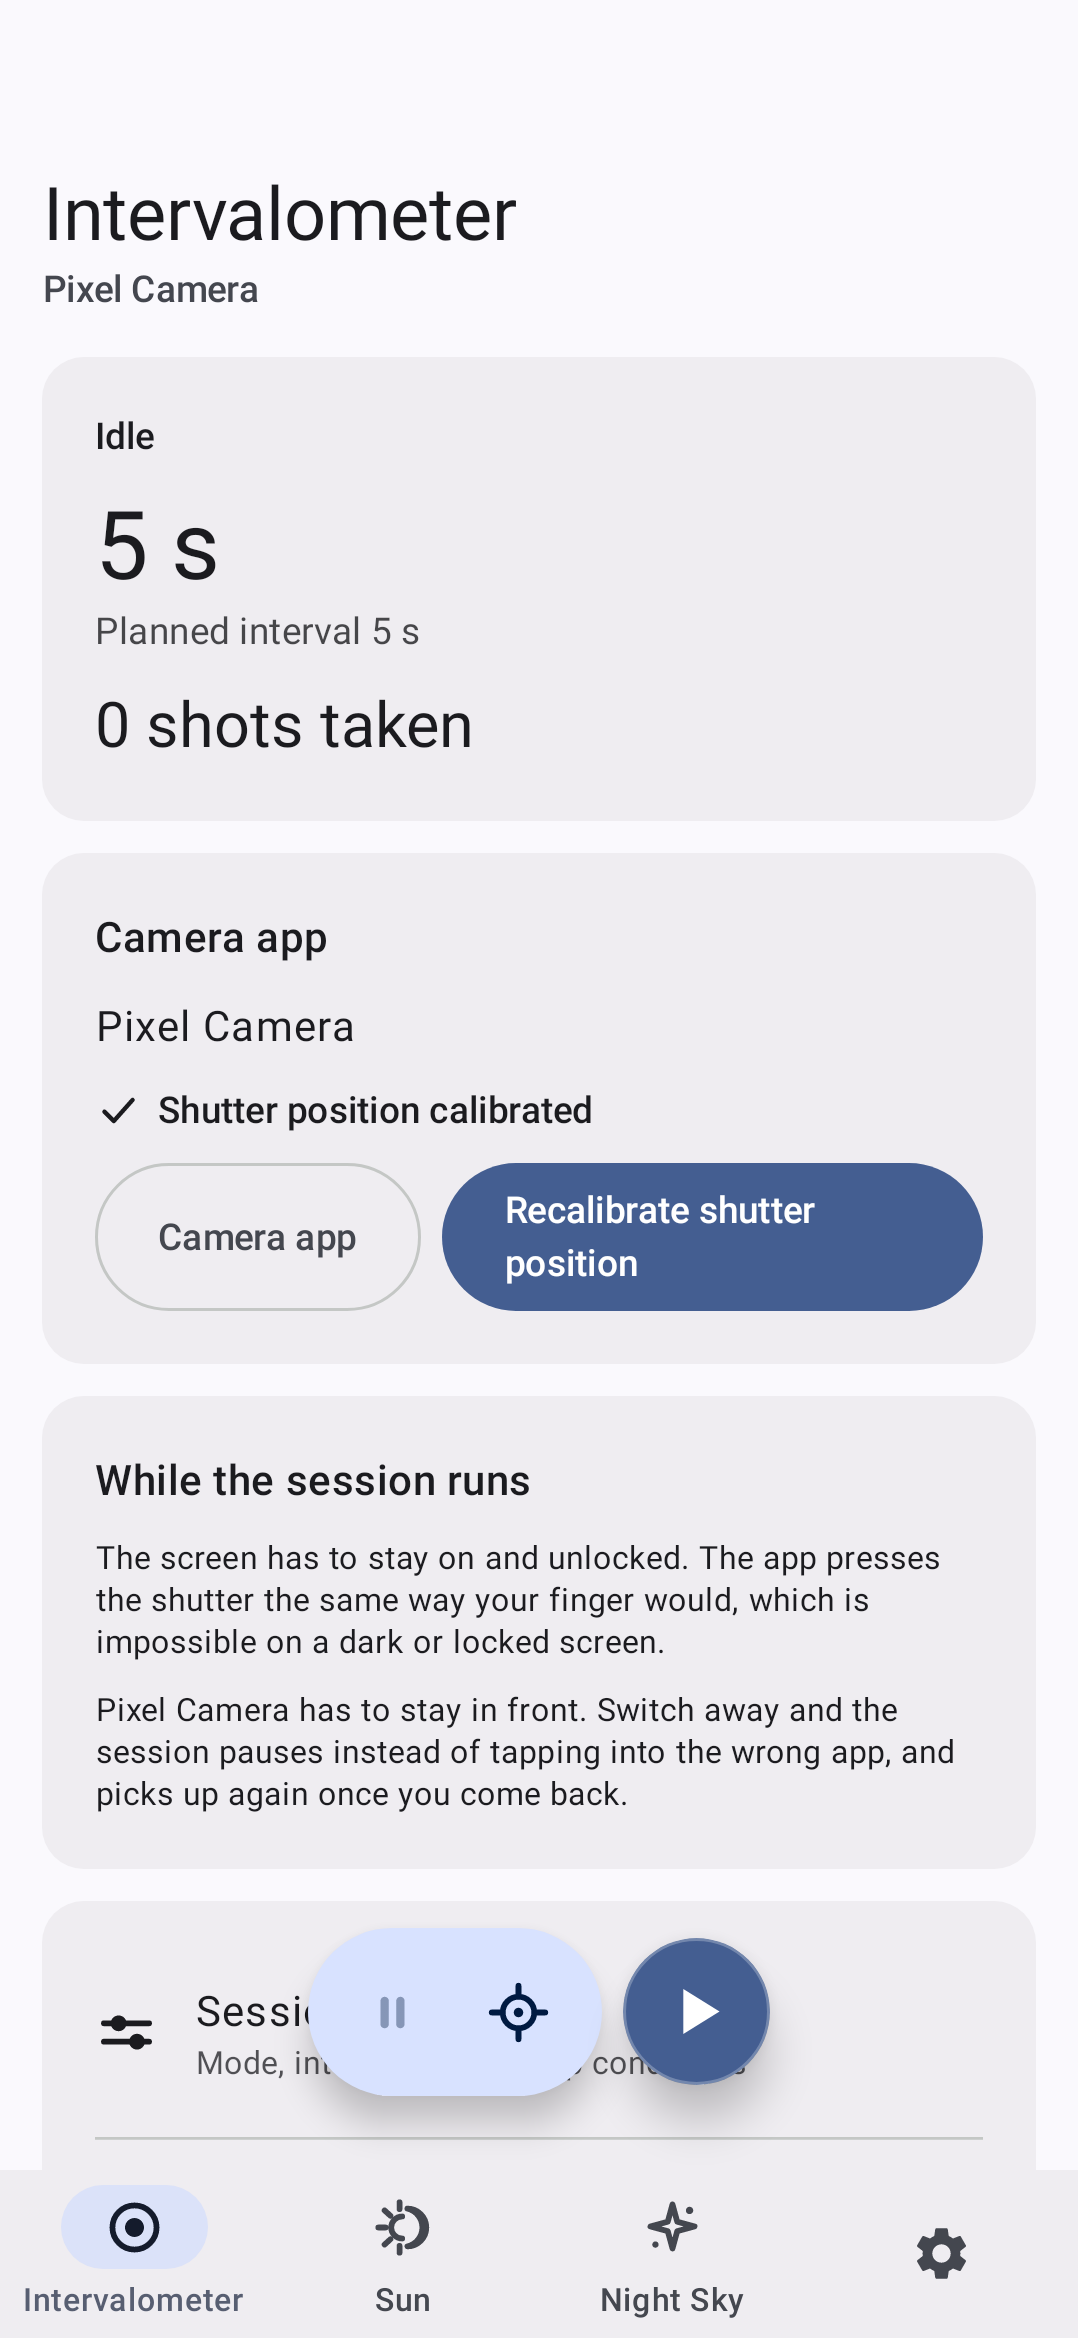 Intervalometer
Pixel Camera
Idle
5 s
Planned interval 5 s
0 shots taken
Camera app
Pixel Camera
Shutter position calibrated
Camera app
Recalibrate shutter
position
While the session runs
The screen has to stay on and unlocked. The app presses
the shutter the same way your finger would, which is
impossible on a dark or locked screen.
Pixel Camera has to stay in front. Switch away and the
session pauses instead of tapping into the wrong app, and
picks up again once you come back.
Mode,
Intervalometer
Sun
Night Sky